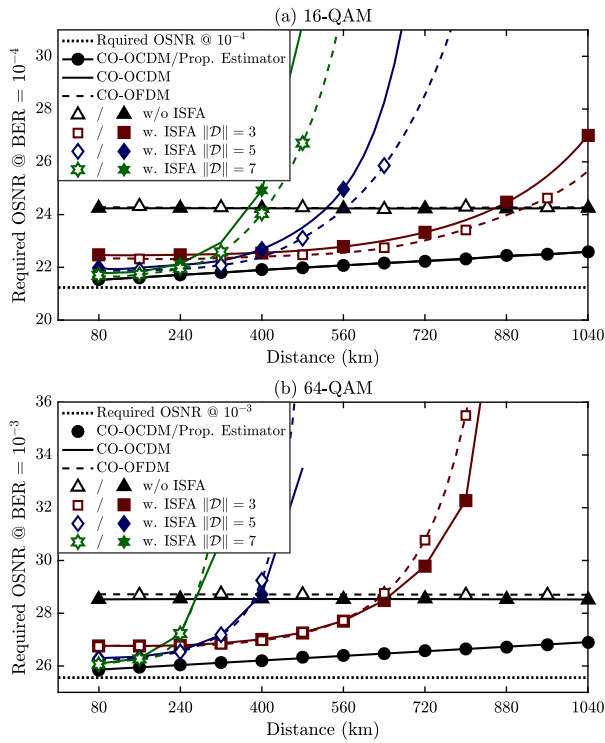 (a) 16-QAM
Required OSNR @ BER = 10⁻⁴
31
30
28
26
24
22
20
Rquired OSNR @ 10⁻⁴
CO-OCDM/Prop. Estimator
CO-OCDM
CO-OFDM
/ w/o ISFA
/ w. ISFA ‖𝒟‖ = 3
/ w. ISFA ‖𝒟‖ = 5
/ w. ISFA ‖𝒟‖ = 7
80 240 400 560 720 880 1040
Distance (km)
(b) 64-QAM
Required OSNR @ BER = 10⁻³
36
34
32
30
28
26
Required OSNR @ 10⁻³
CO-OCDM/Prop. Estimator
CO-OCDM
CO-OFDM
/ w/o ISFA
/ w. ISFA ‖𝒟‖ = 3
/ w. ISFA ‖𝒟‖ = 5
/ w. ISFA ‖𝒟‖ = 7
80 240 400 560 720 880 1040
Distance (km)